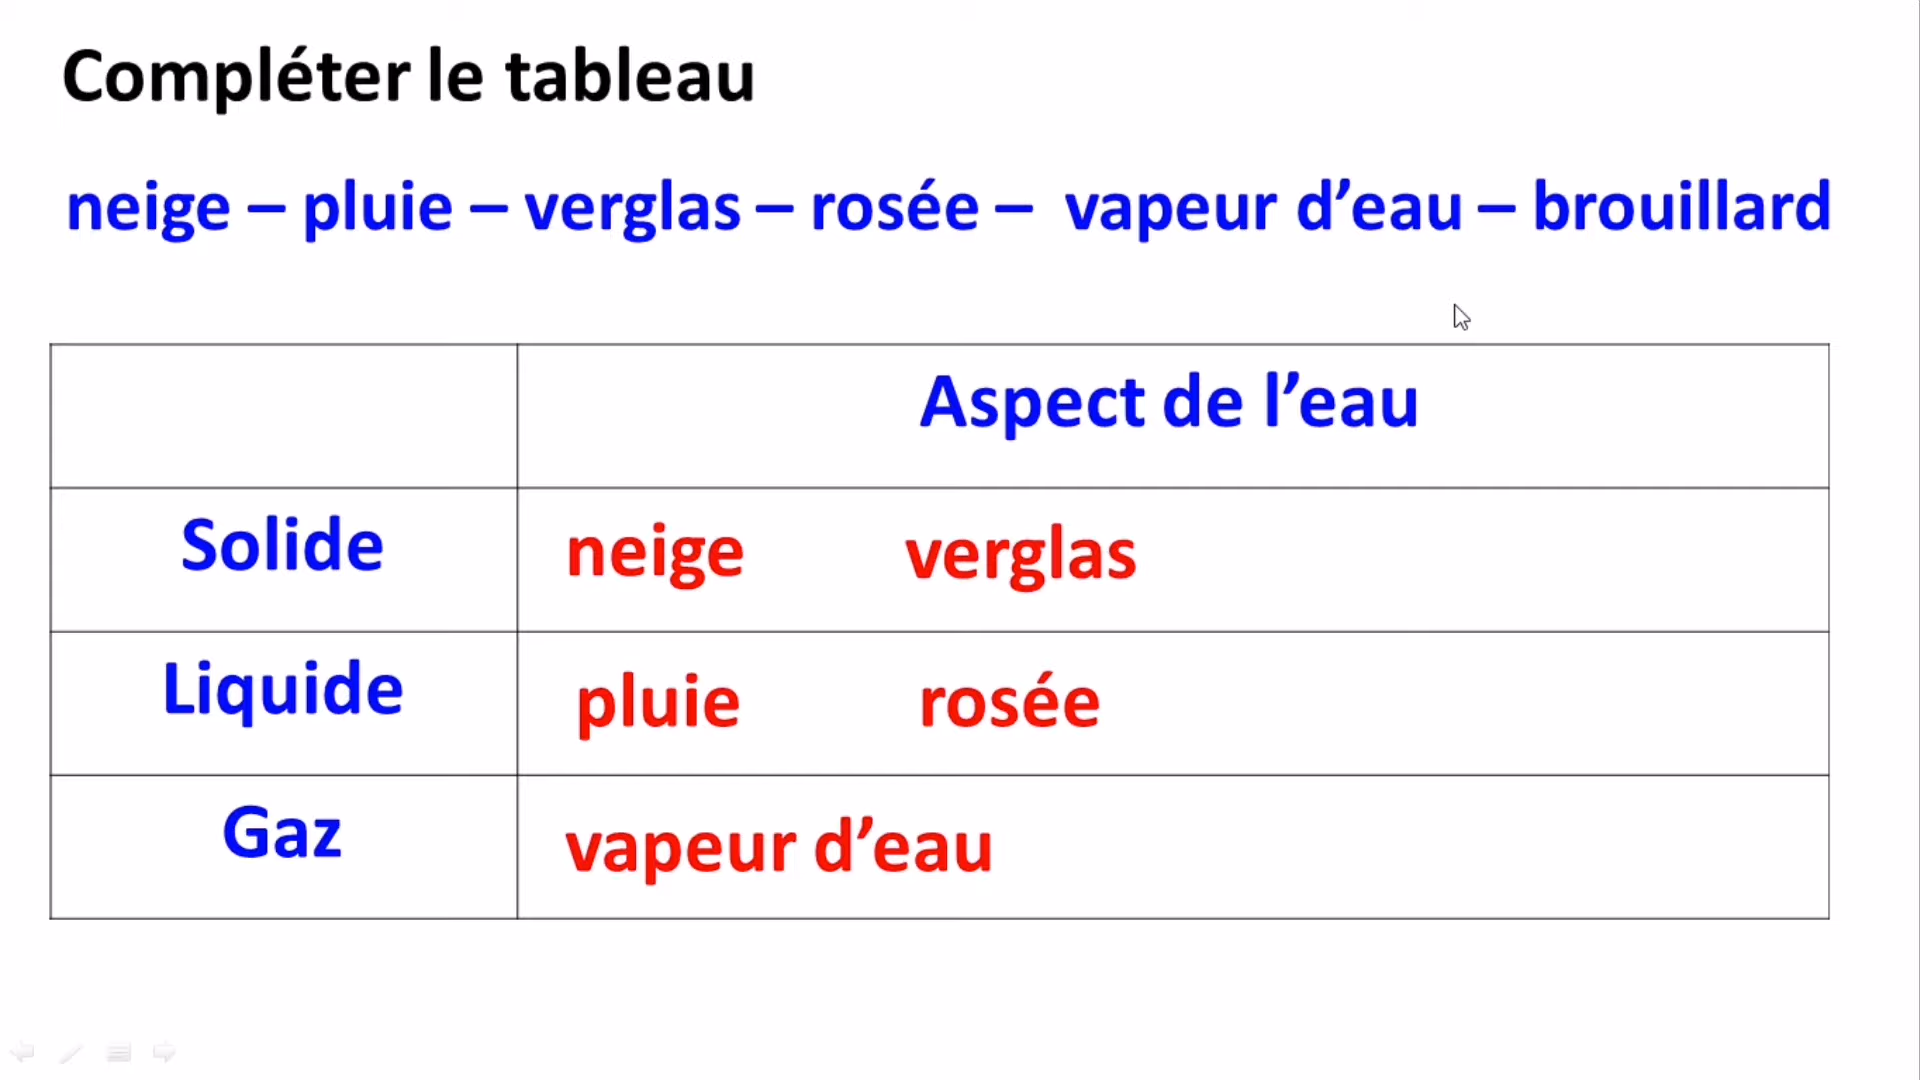 Compléter le tableau
neige – pluie – verglas – rosée – vapeur d’eau – brouillard
Aspect de l’eau
Solide neige verglas
Liquide pluie rosée
Gaz vapeur d’eau